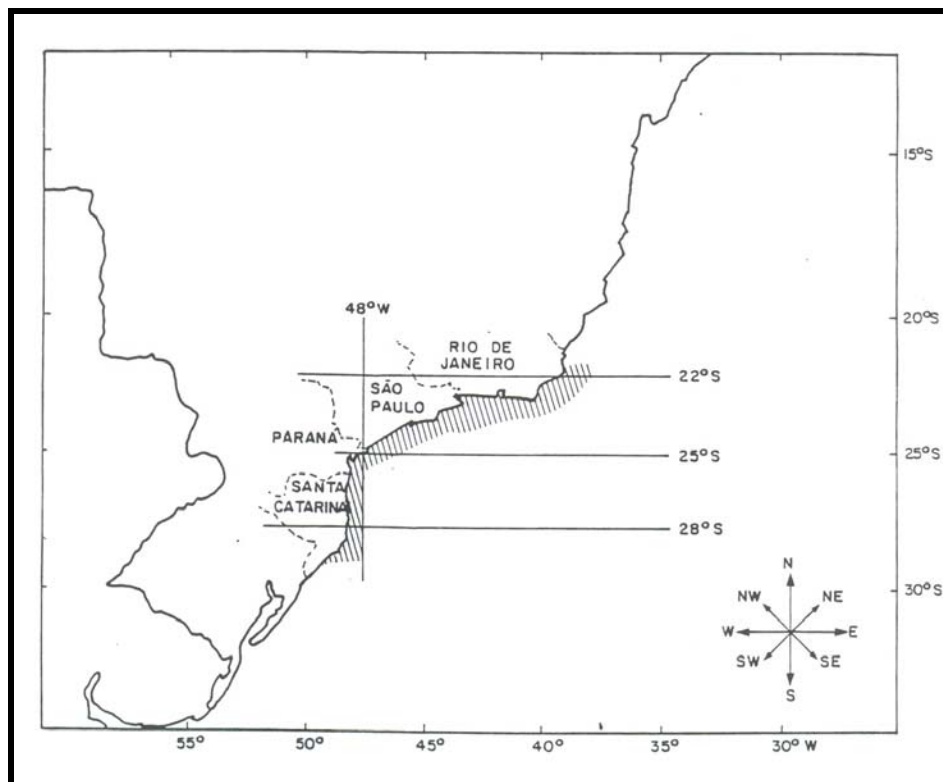 15°S
20°S
48°W
RIO DE
JANEIRO
22°S
SÃO
PAULO
PARANA
25°S
25°S
SANTA
CATARINA
28°S
30°S
N
NW
NE
W
E
SW
SE
S
55°
50°
45°
40°
35°
30° W